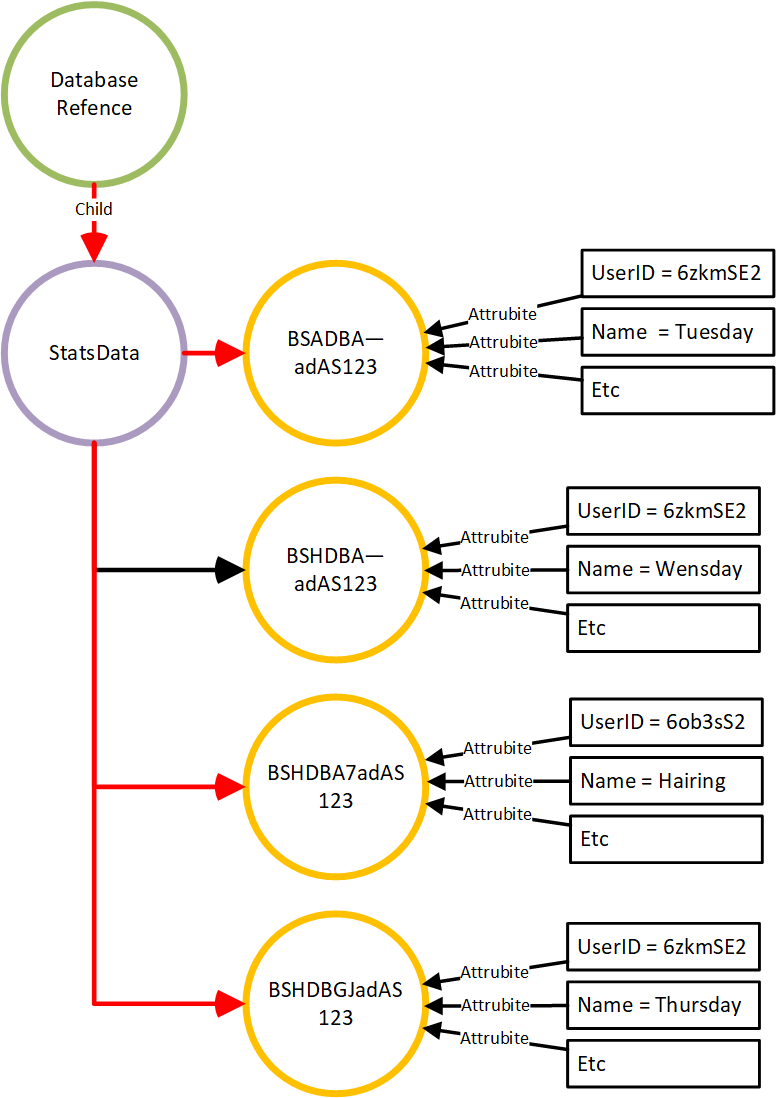 Database
Refence
Child
StatsData
BSADBA—
adAS123
Attrubite
Attrubite
Attrubite
UserID = 6zkmSE2
Name  = Tuesday
Etc
BSHDBA—
adAS123
Attrubite
Attrubite
Attrubite
UserID = 6zkmSE2
Name = Wensday
Etc
BSHDBA7adAS
123
Attrubite
Attrubite
Attrubite
UserID = 6ob3sS2
Name = Hairing
Etc
BSHDBGJadAS
123
Attrubite
Attrubite
Attrubite
UserID = 6zkmSE2
Name = Thursday
Etc